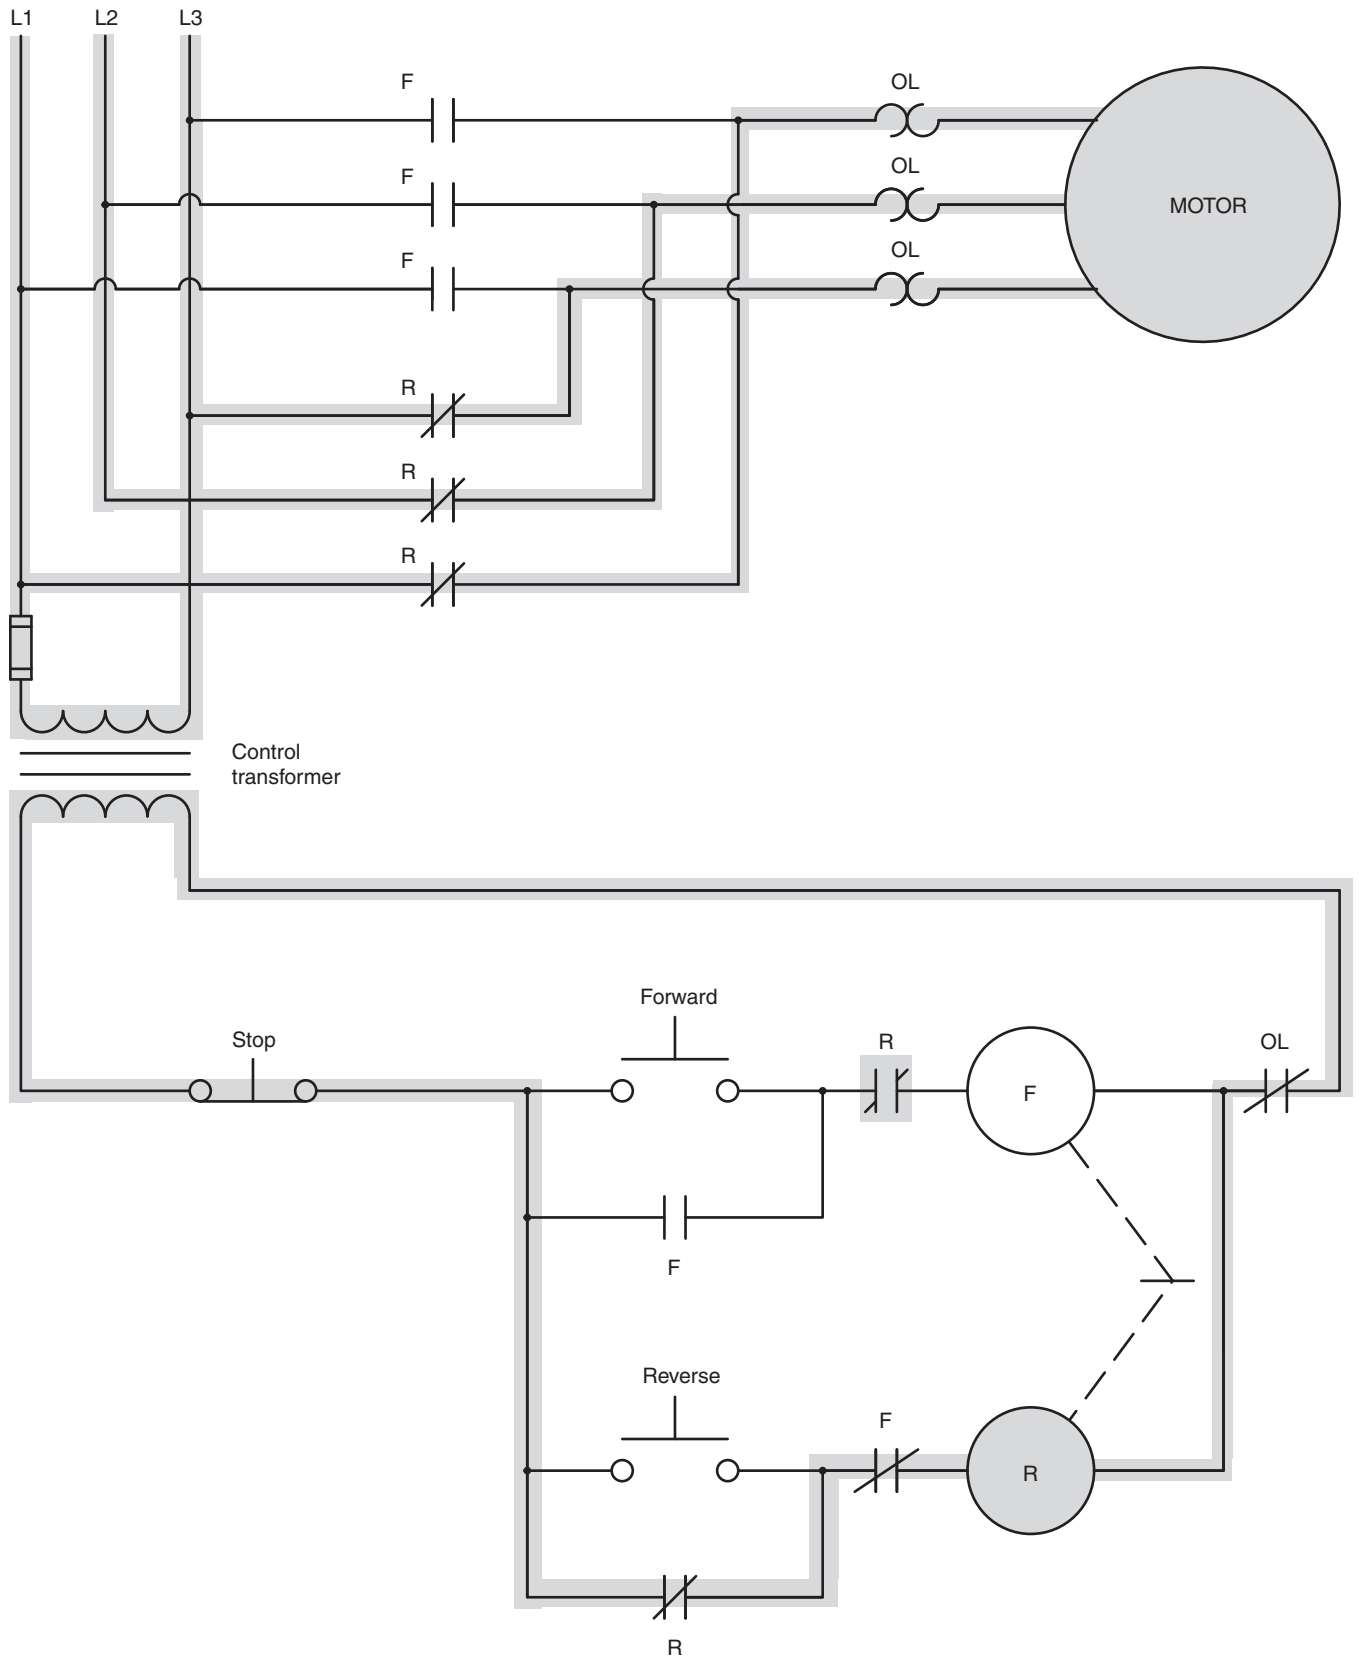 L1 L2 L3
F OL
F OL
MOTOR
F OL
R
R
R
Control
transformer
Forward
Stop
R
OL
F
F
Reverse
F
R
R